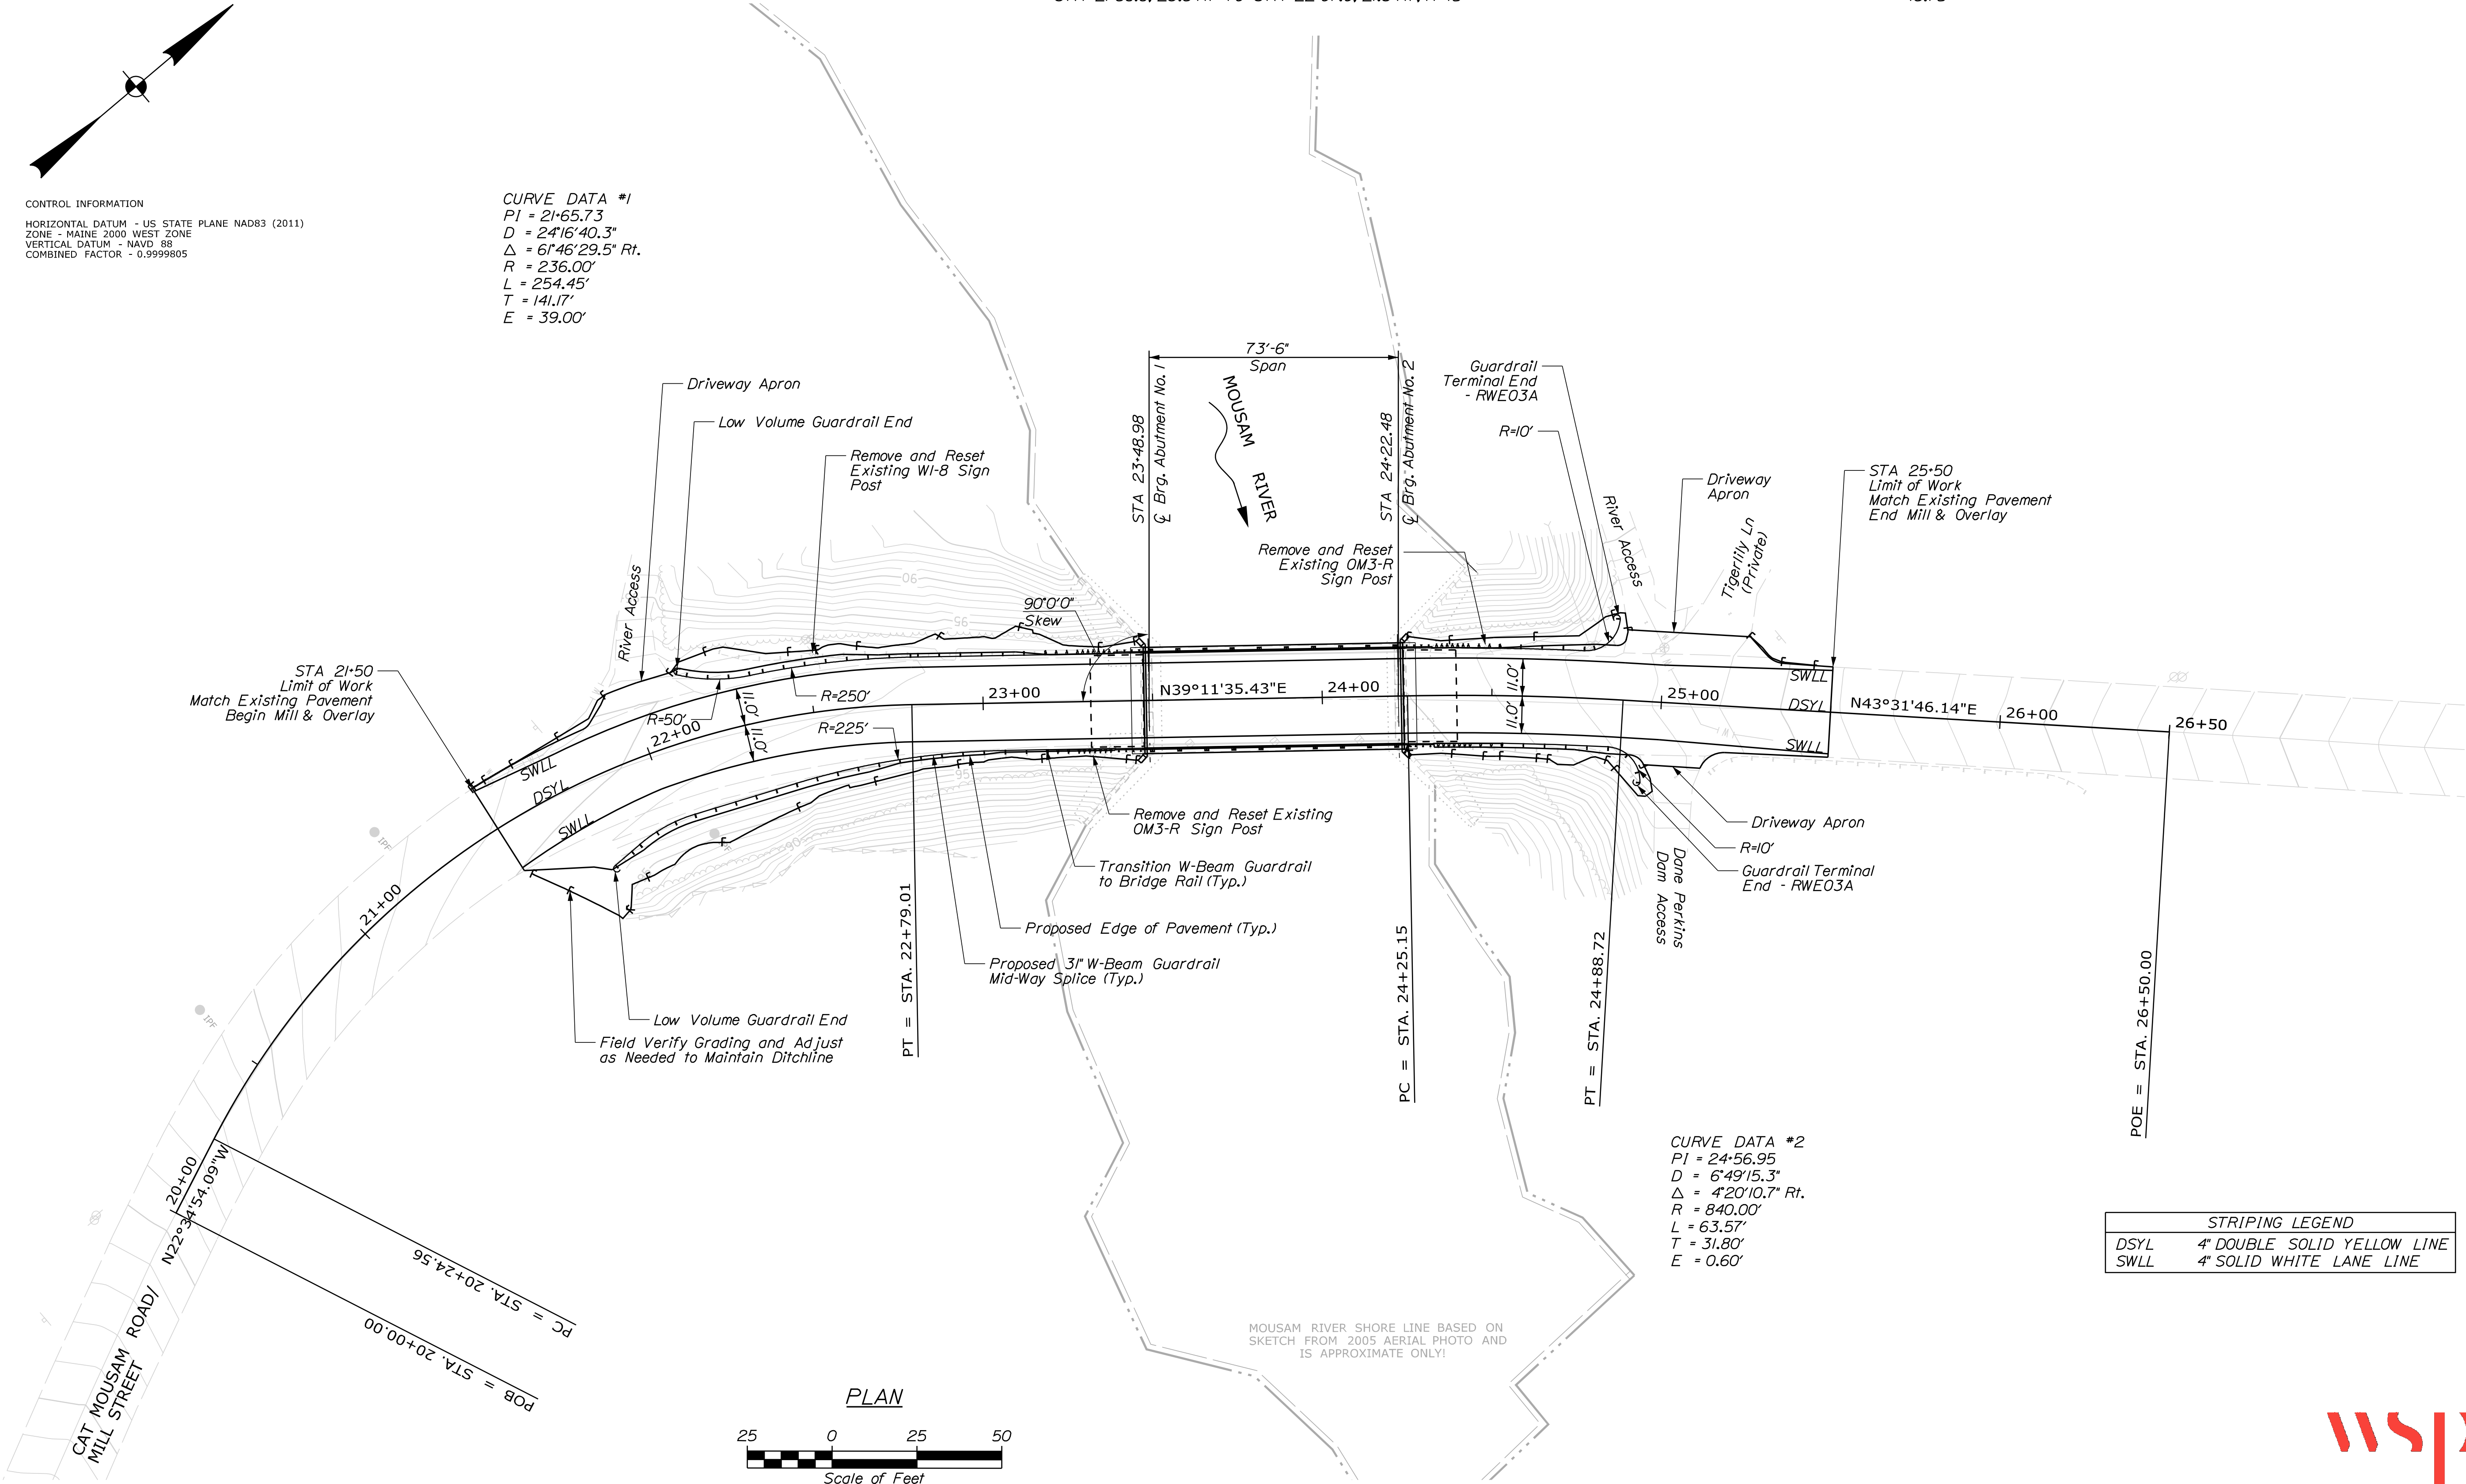 CONTROL INFORMATION
HORIZONTAL DATUM - US STATE PLANE NAD83 (2011)
ZONE - MAINE 2000 WEST ZONE
VERTICAL DATUM - NAVD 88
COMBINED FACTOR - 0.9999805
CURVE DATA #1
PI = 21+65.73
D = 24°16'40.3"
Δ = 61°46'29.5" Rt.
R = 236.00'
L = 254.45'
T = 141.17'
E = 39.00'
73'-6"
Span
STA 23+48.98
℄ Brg. Abutment No. 1
STA 24+22.48
℄ Brg. Abutment No. 2
MOUSAM RIVER
Guardrail
Terminal End
- RWE03A
R=10'
Driveway Apron
Low Volume Guardrail End
Remove and Reset
Existing W1-8 Sign
Post
Driveway
Apron
STA 25+50
Limit of Work
Match Existing Pavement
End Mill & Overlay
Remove and Reset
Existing OM3-R
Sign Post
River Access
Tigerlily Ln
(Private)
River Access
90
95
90°0'0"
Skew
STA 21+50
Limit of Work
Match Existing Pavement
Begin Mill & Overlay
R=50'
R=250'
R=225'
11.0'
11.0'
11.0'
11.0'
22+00
23+00
N39°11'35.43"E
24+00
25+00
N43°31'46.14"E
26+00
26+50
SWLL
DSYL
SWLL
SWLL
DSYL
SWLL
95
90
IPF
IPF
21+00
Remove and Reset Existing
OM3-R Sign Post
Transition W-Beam Guardrail
to Bridge Rail (Typ.)
Proposed Edge of Pavement (Typ.)
Proposed 31" W-Beam Guardrail
Mid-Way Splice (Typ.)
Low Volume Guardrail End
Field Verify Grading and Adjust
as Needed to Maintain Ditchline
Driveway Apron
R=10'
Guardrail Terminal
End - RWE03A
Dane Perkins
Dam Access
PT = STA. 22+79.01
PC = STA. 24+25.15
PT = STA. 24+88.72
POE = STA. 26+50.00
20+00
N22°34'54.09"W
PC = STA. 20+24.56
POB = STA. 20+00.00
CAT MOUSAM ROAD/
MILL STREET
CURVE DATA #2
PI = 24+56.95
D = 6°49'15.3"
Δ = 4°20'10.7" Rt.
R = 840.00'
L = 63.57'
T = 31.80'
E = 0.60'
STRIPING LEGEND
DSYL 4" DOUBLE SOLID YELLOW LINE
SWLL 4" SOLID WHITE LANE LINE
MOUSAM RIVER SHORE LINE BASED ON
SKETCH FROM 2005 AERIAL PHOTO AND
IS APPROXIMATE ONLY!
PLAN
25 0 25 50
Scale of Feet
wsp